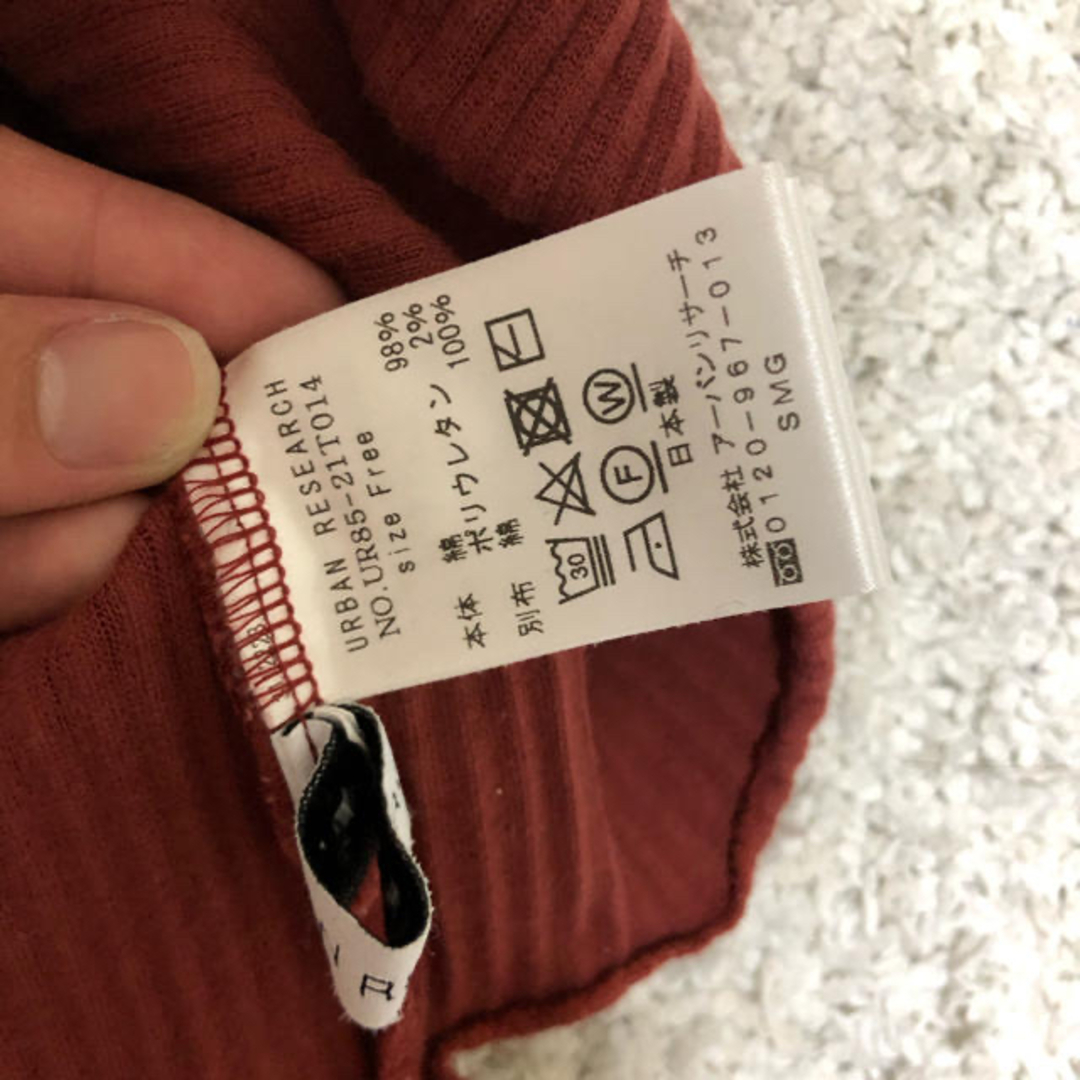 URBAN RESEARCH
NO.UR85-21T014
size Free
本体 綿 98%
ポリウレタン 2%
別布 綿 100%
30
F W
日本製
株式会社 アーバンリサーチ
0120-967-013
SMG